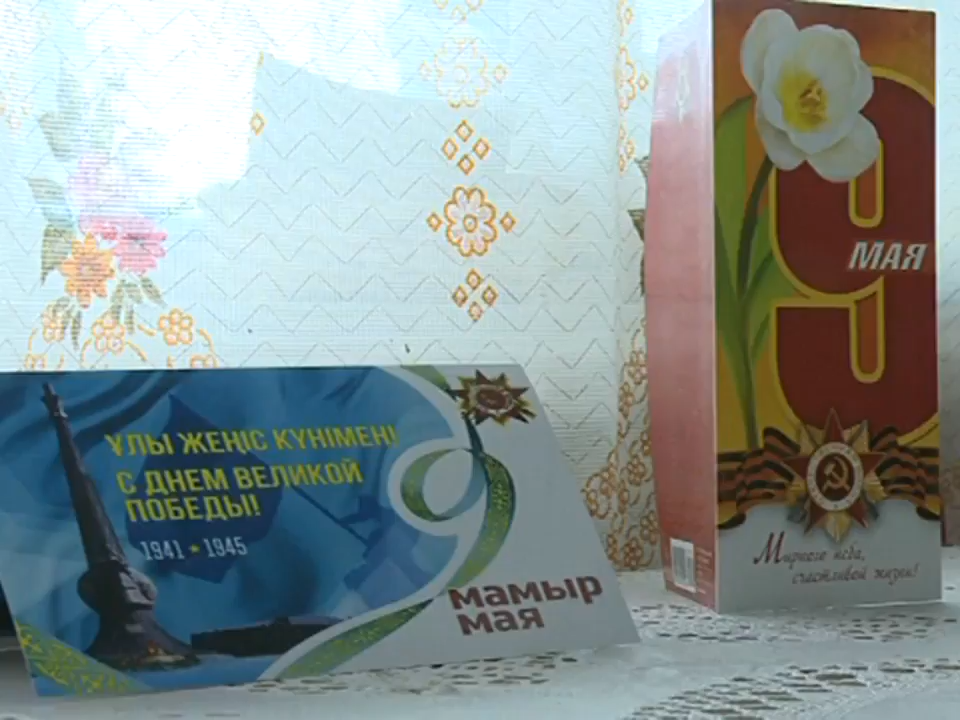 ҰЛЫ ЖЕҢІС КҮНІМЕН!
С ДНЕМ ВЕЛИКОЙ
ПОБЕДЫ!
1941 ★ 1945
9
мамыр
мая
9
МАЯ
Мирного неба,
счастливой жизни!